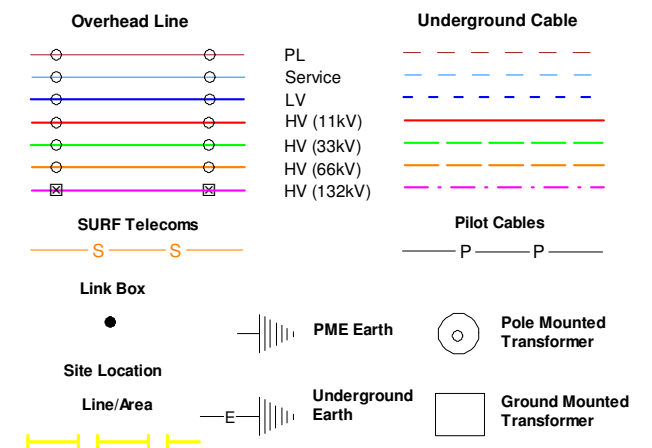 Overhead Line
Underground Cable
PL
Service
LV
HV (11kV)
HV (33kV)
HV (66kV)
HV (132kV)
SURF Telecoms
S S
Pilot Cables
P P
Link Box
PME Earth
Pole Mounted
Transformer
Site Location
Line/Area
E
Underground
Earth
Ground Mounted
Transformer